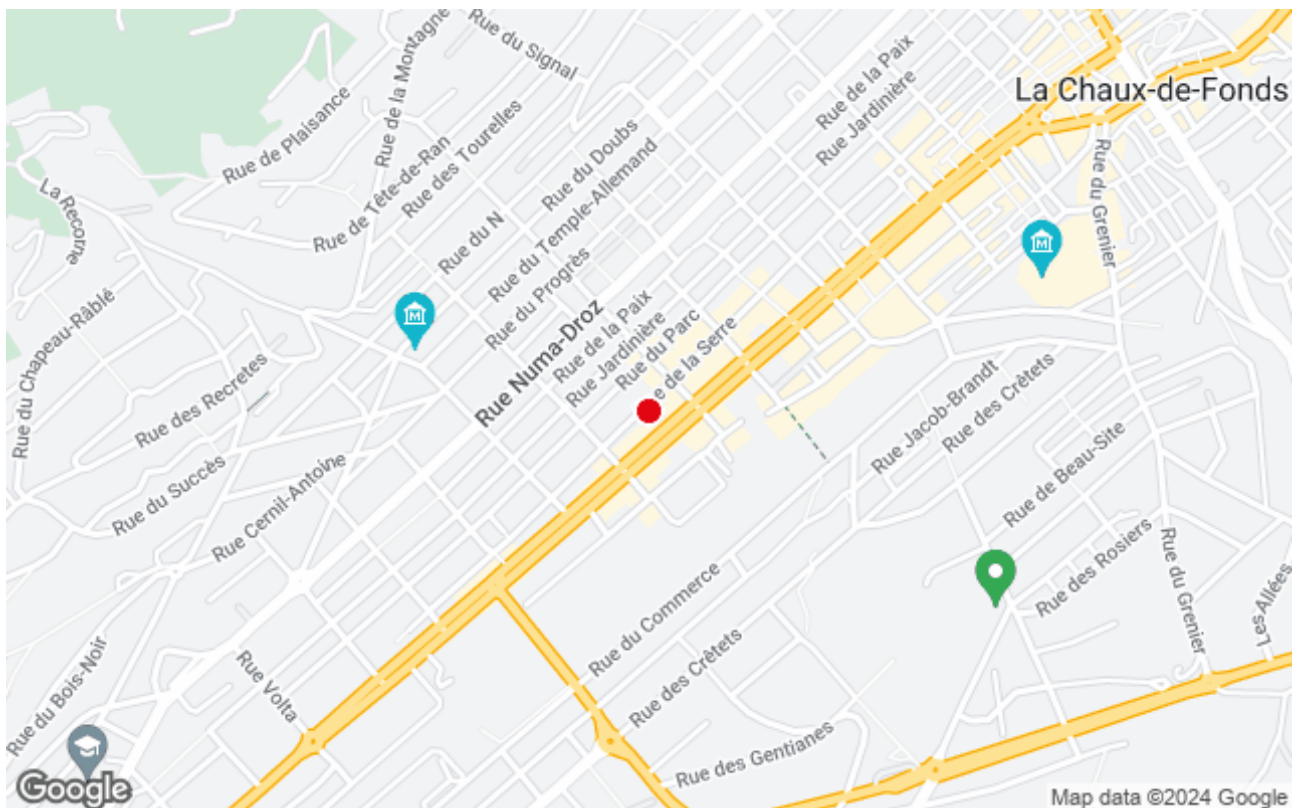 Rue du Signal
Rue de la Montagne
Rue de la Paix
Rue Jardinière
La Chaux-de-Fonds
Rue de Plaisance
Rue des Tourelles
Rue de Tête-de-Ran
Rue du Doubs
Rue du Temple-Allemand
Rue du Grenier
La Recorne
Rue du N
Rue du Progrès
M
M
Rue du Chapeau-Râblé
Rue Numa-Droz
Rue de la Paix
Rue Jardinière
Rue du Parc
e de la Serre
Rue des Recretes
Rue Jacob-Brandt
Rue des Crêtets
Rue du Succès
Rue Cernil-Antoine
Rue de Beau-Site
Rue des Rosiers
Rue du Grenier
Les Allées
Rue du Commerce
Rue des Crêtets
Rue du Bois-Noir
Rue Volta
Rue des Gentianes
Google
Map data ©2024 Google